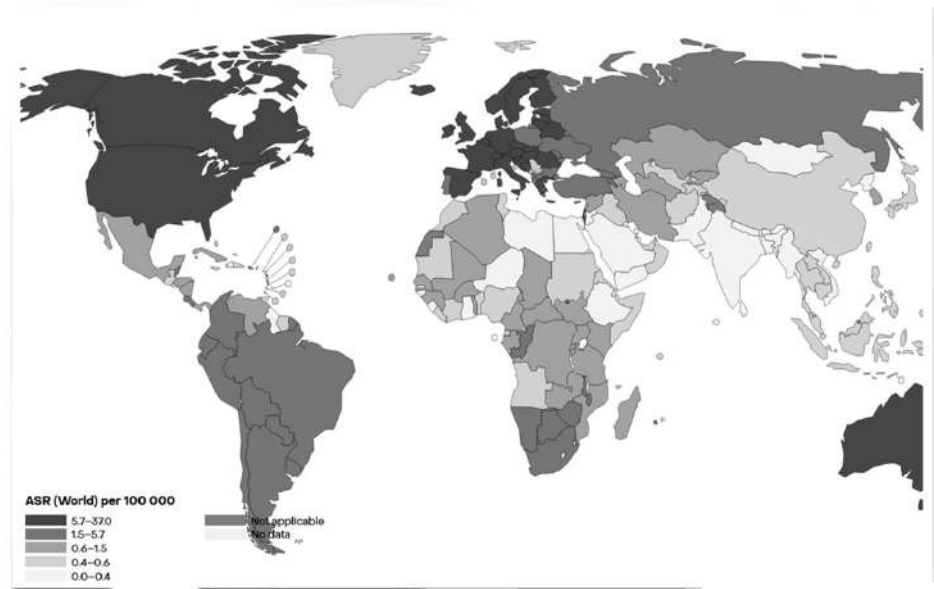 ASR (World) per 100 000
5.7–37.0
1.5–5.7
0.6–1.5
0.4–0.6
0.0–0.4
Not applicable
No data